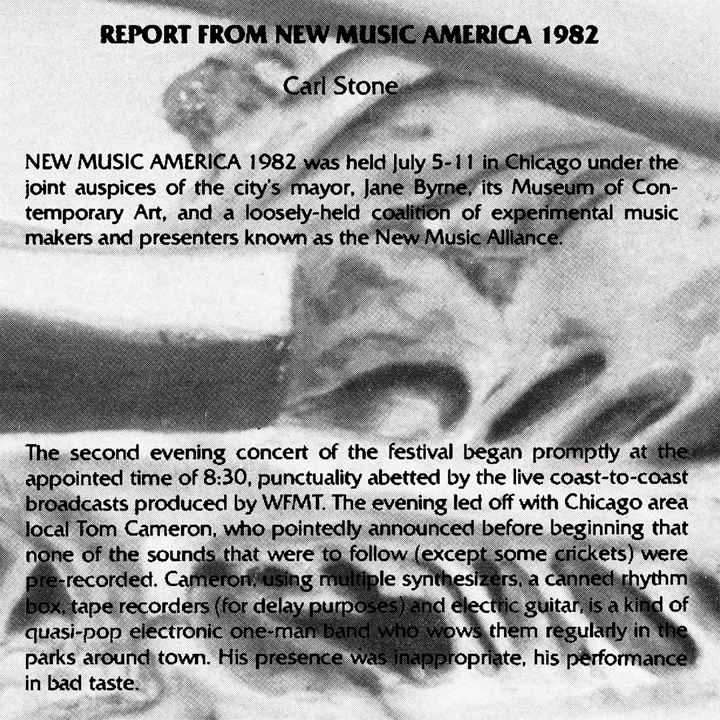 REPORT FROM NEW MUSIC AMERICA 1982
Carl Stone
NEW MUSIC AMERICA 1982 was held July 5-11 in Chicago under the
joint auspices of the city's mayor, Jane Byrne, its Museum of Con-
temporary Art, and a loosely-held coalition of experimental music
makers and presenters known as the New Music Alliance.
The second evening concert of the festival began promptly at the
appointed time of 8:30, punctuality abetted by the live coast-to-coast
broadcasts produced by WFMT. The evening led off with Chicago area
local Tom Cameron, who pointedly announced before beginning that
none of the sounds that were to follow (except some crickets) were
pre-recorded. Cameron, using multiple synthesizers, a canned rhythm
box, tape recorders (for delay purposes) and electric guitar, is a kind of
quasi-pop electronic one-man band who wows them regularly in the
parks around town. His presence was inappropriate, his performance
in bad taste.